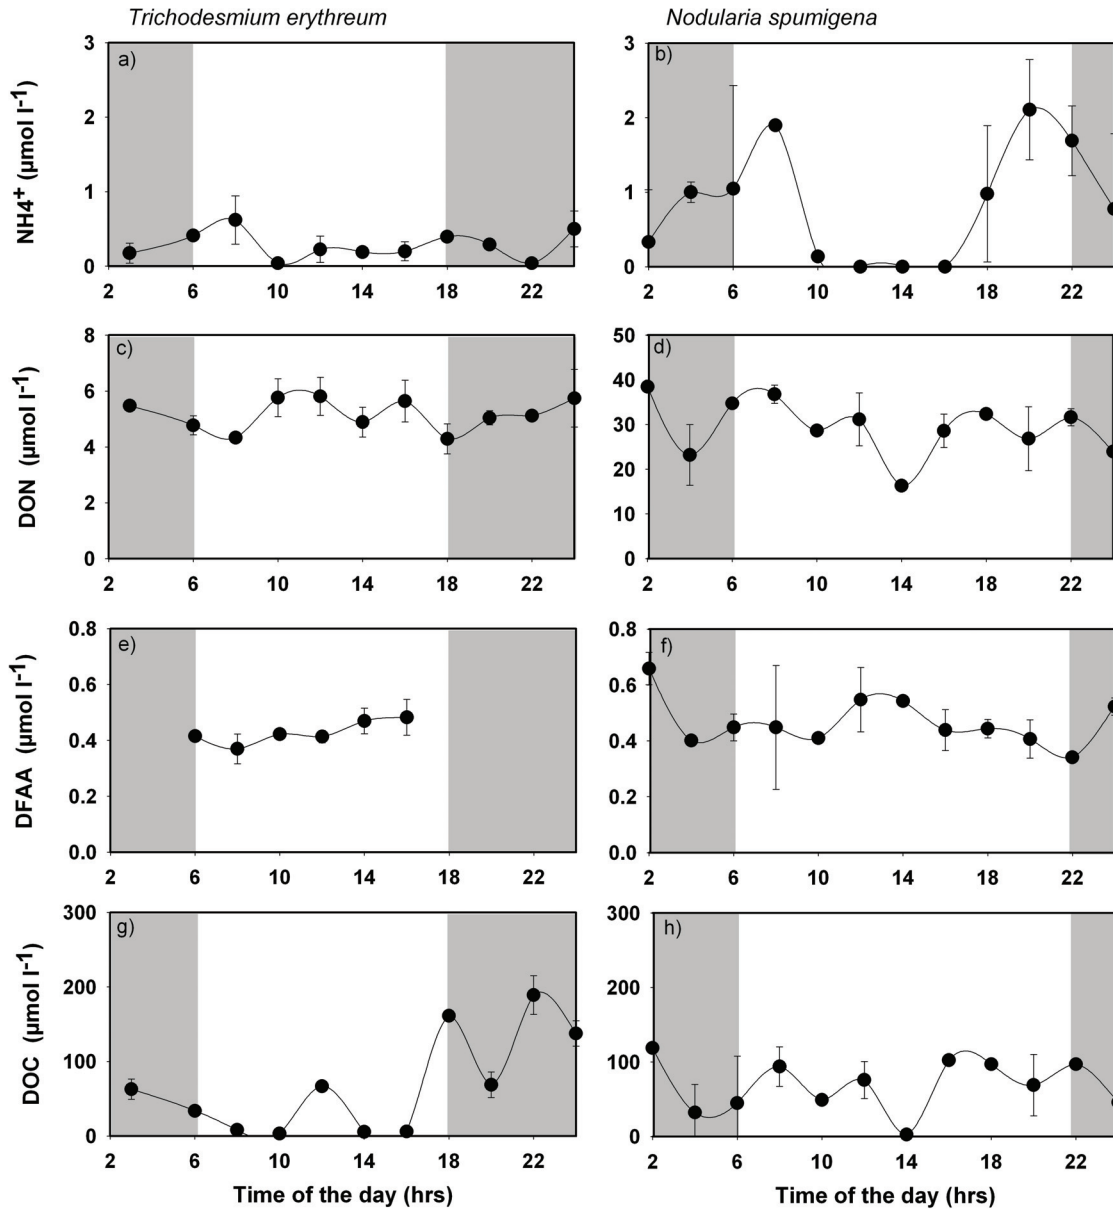 Trichodesmium erythreum
Nodularia spumigena
a)
3
2
1
0
NH4⁺ (µmol l⁻¹)
2 6 10 14 18 22
b)
3
2
1
0
2 6 10 14 18 22
c)
8
6
4
2
0
DON (µmol l⁻¹)
2 6 10 14 18 22
d)
50
40
30
20
10
0
2 6 10 14 18 22
e)
0.8
0.6
0.4
0.2
0.0
DFAA (µmol l⁻¹)
2 6 10 14 18 22
f)
0.8
0.6
0.4
0.2
0.0
2 6 10 14 18 22
g)
300
200
100
0
DOC (µmol l⁻¹)
2 6 10 14 18 22
Time of the day (hrs)
h)
300
200
100
0
2 6 10 14 18 22
Time of the day (hrs)